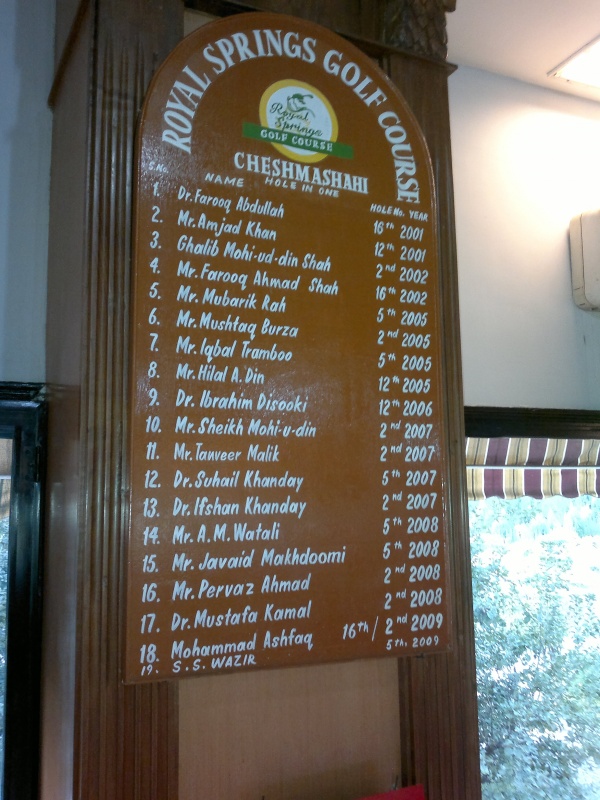 ROYAL SPRINGS GOLF COURSE
Royal
Springs
GOLF COURSE
CHESHMASHAHI
S.No. NAME HOLE IN ONE HOLE No. YEAR
1. Dr. Farooq Abdullah 16th 2001
2. Mr. Amjad Khan 12th 2001
3. Ghalib Mohi-ud-din Shah 2nd 2002
4. Mr. Farooq Ahmad Shah 16th 2002
5. Mr. Mubarik Rah 5th 2005
6. Mr. Mushtaq Burza 2nd 2005
7. Mr. Iqbal Tramboo 5th 2005
8. Mr. Hilal A. Din 12th 2005
9. Dr. Ibrahim Disooki 12th 2006
10. Mr. Sheikh Mohi-u-din 2nd 2007
11. Mr. Tanveer Malik 2nd 2007
12. Dr. Suhail Khanday 5th 2007
13. Dr. Ifshan Khanday 2nd 2007
14. Mr. A.M. Watali 5th 2008
15. Mr. Javaid Makhdoomi 5th 2008
16. Mr. Pervaz Ahmad 2nd 2008
17. Dr. Mustafa Kamal 2nd 2008
18. Mohammad Ashfaq 16th/2nd 2009
19. S.S. WAZIR 5th, 2009